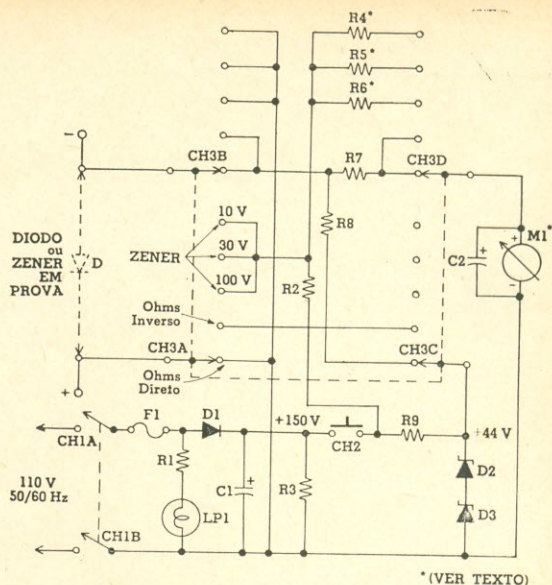 R4*
R5*
R6*
-
CH3B
R7
CH3D
DIODO
ou
ZENER
EM
PROVA
D
ZENER
10 V
30 V
100 V
R8
R2
C2
+
M1*
+
-
Ohms
Inverso
CH3A
Ohms
Direto
CH3C
+
CH1A
F1
D1
+150 V
CH2
R9
+44 V
110 V
50/60 Hz
R1
C1
+
R3
D2
LP1
D3
CH1B
*(VER TEXTO)